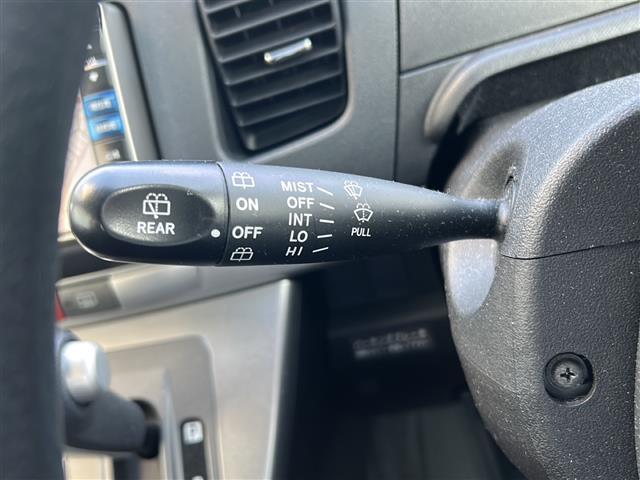 MIST
ON OFF
INT
REAR OFF LO PULL
HI
P